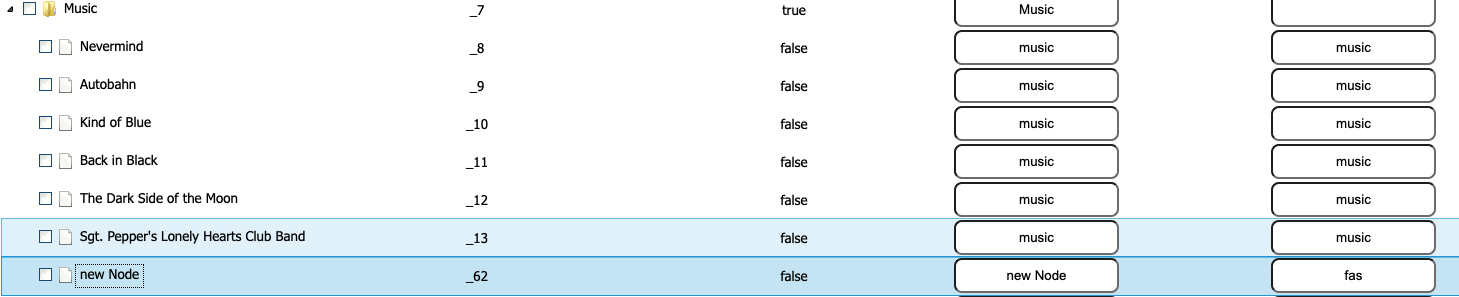 Music _7 true Music
Nevermind _8 false music music
Autobahn _9 false music music
Kind of Blue _10 false music music
Back in Black _11 false music music
The Dark Side of the Moon _12 false music music
Sgt. Pepper's Lonely Hearts Club Band _13 false music music
new Node _62 false new Node fas